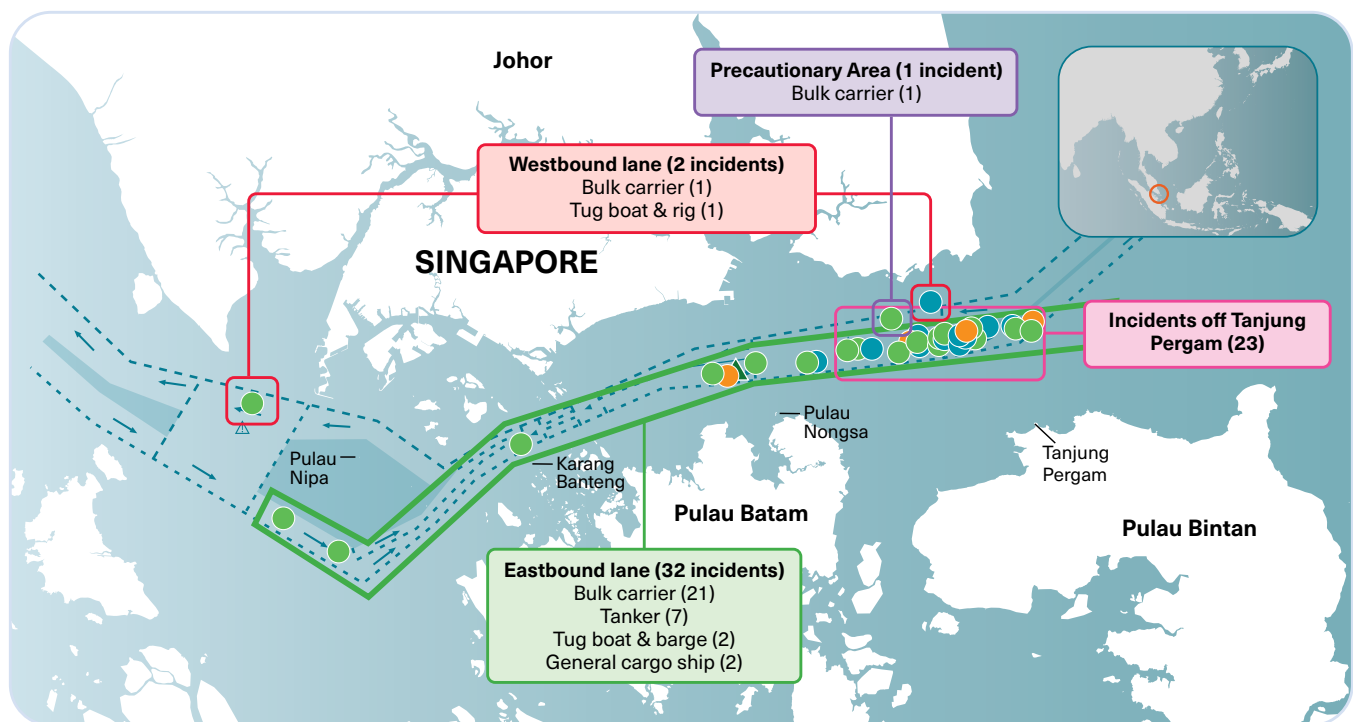 Johor
Precautionary Area (1 incident)
Bulk carrier (1)
Westbound lane (2 incidents)
Bulk carrier (1)
Tug boat & rig (1)
SINGAPORE
Incidents off Tanjung
Pergam (23)
Pulau
Nongsa
Pulau
Nipa
Karang
Banteng
Tanjung
Pergam
Pulau Batam
Pulau Bintan
Eastbound lane (32 incidents)
Bulk carrier (21)
Tanker (7)
Tug boat & barge (2)
General cargo ship (2)